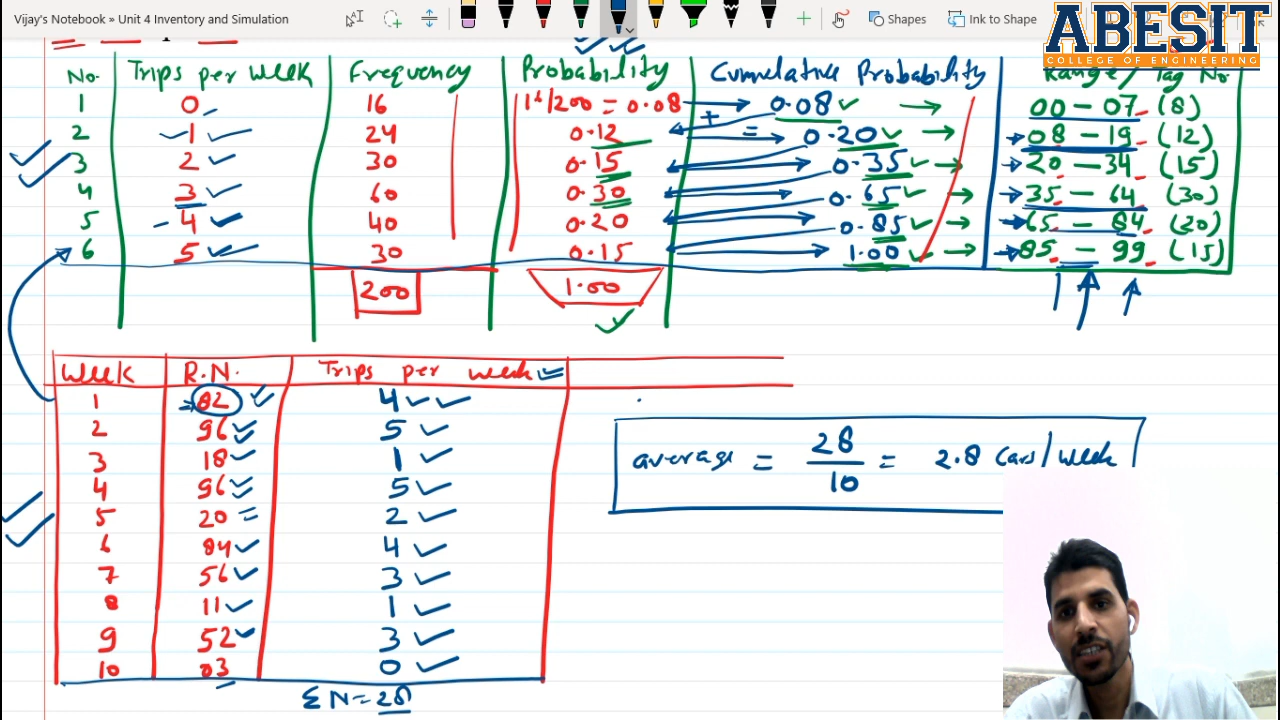 Vijay's Notebook » Unit 4 Inventory and Simulation
Shapes
Ink to Shape
ABESIT
COLLEGE OF ENGINEERING
No. Trips per week Frequency Probability Cumulative Probability Range / Tag No
1 0 16 = 0.08 0.08 00 - 07 (8)
2 1 24 0.12 + = 0.20 08 - 19 (12)
3 2 30 0.15 0.35 20 - 34 (15)
4 3 60 0.30 0.65 35 - 64 (30)
5 4 40 0.20 0.85 65 - 84 (20)
6 5 30 0.15 1.00 85 - 99 (15)
200 1.00
Week R.N. Trips per week
1 82 4
2 96 5
3 18 1
4 96 5
5 20 2
6 84 4
7 56 3
8 11 1
9 52 3
10 03 0
Σ N = 28
average = 28/10 = 2.8 Cars/week